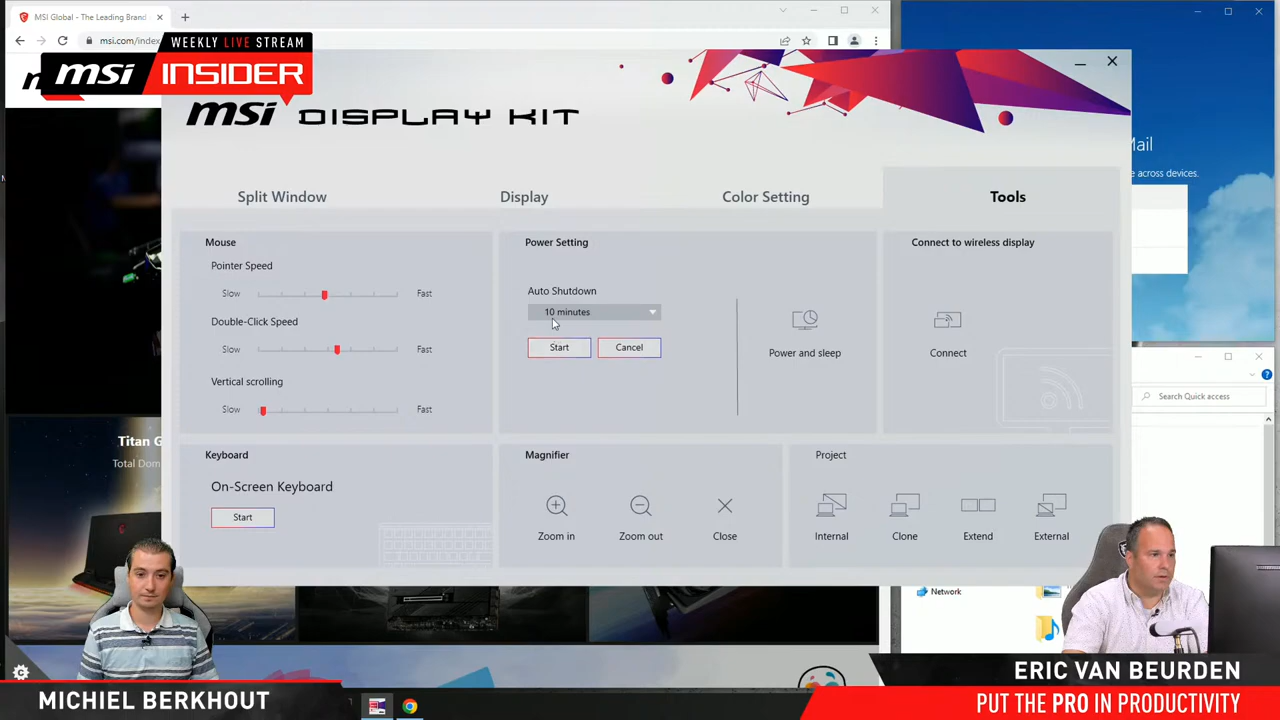 MSI Global - The Leading Brand
msi.com/index
WEEKLY LIVE STREAM
msi INSIDER
msi DISPLAY KIT
Mail
across devices.
Split Window
Display
Color Setting
Tools
Mouse
Pointer Speed
Slow
Fast
Double-Click Speed
Slow
Fast
Vertical scrolling
Slow
Fast
Power Setting
Auto Shutdown
10 minutes
Start
Cancel
Power and sleep
Connect to wireless display
Connect
Search Quick access
Titan G
Total Dom
Keyboard
On-Screen Keyboard
Start
Magnifier
Zoom in
Zoom out
Close
Project
Internal
Clone
Extend
External
Network
MICHIEL BERKHOUT
ERIC VAN BEURDEN
PUT THE PRO IN PRODUCTIVITY